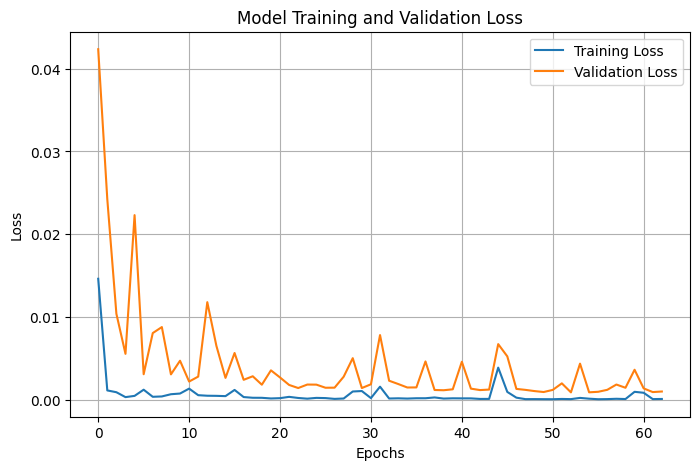 Model Training and Validation Loss
Training Loss
Validation Loss
Loss
0.04
0.03
0.02
0.01
0.00
0 10 20 30 40 50 60
Epochs